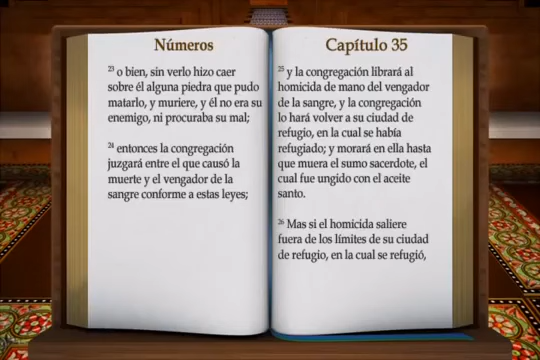 Números
23 o bien, sin verlo hizo caer
sobre él alguna piedra que pudo
matarlo, y muriere, y él no era su
enemigo, ni procuraba su mal;
24 entonces la congregación
juzgará entre el que causó la
muerte y el vengador de la
sangre conforme a estas leyes;
Capítulo 35
25 y la congregación librará al
homicida de mano del vengador
de la sangre, y la congregación
lo hará volver a su ciudad de
refugio, en la cual se había
refugiado; y morará en ella hasta
que muera el sumo sacerdote, el
cual fue ungido con el aceite
santo.
26 Mas si el homicida saliere
fuera de los límites de su ciudad
de refugio, en la cual se refugió,